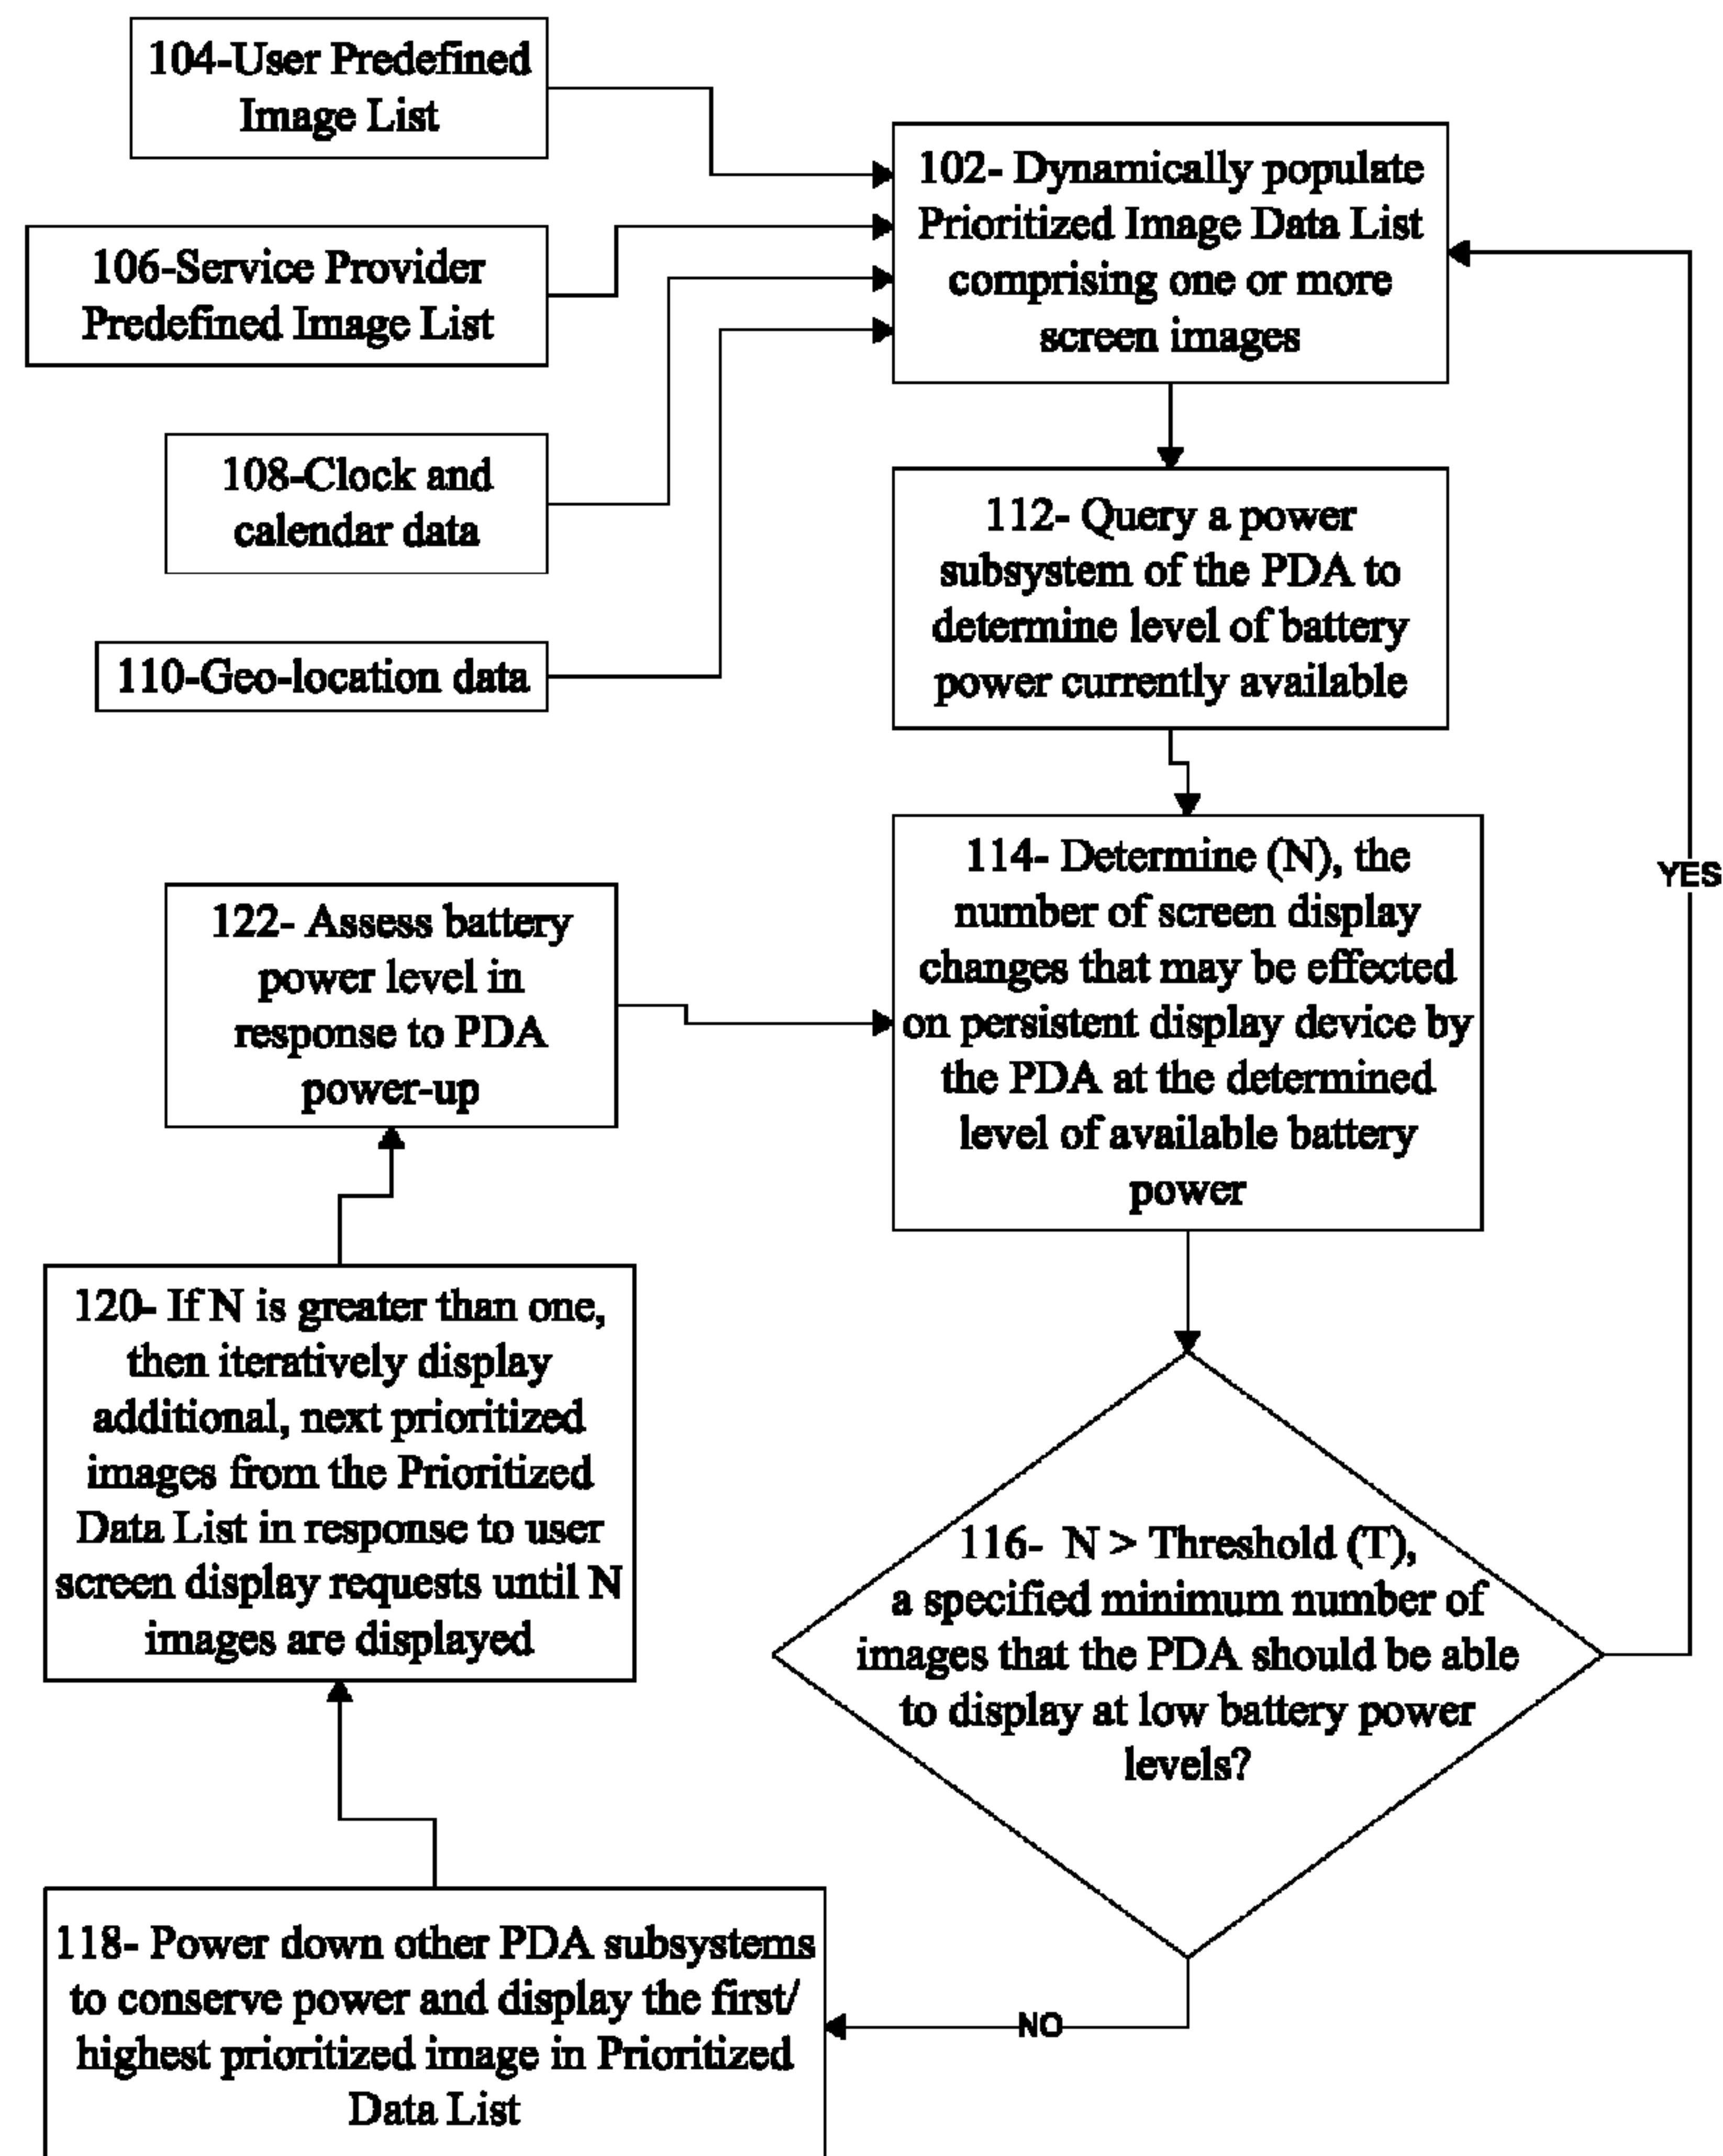 104-User Predefined
Image List
106-Service Provider
Predefined Image List
108-Clock and
calendar data
110-Geo-location data
102- Dynamically populate
Prioritized Image Data List
comprising one or more
screen images
112- Query a power
subsystem of the PDA to
determine level of battery
power currently available
114- Determine (N), the
number of screen display
changes that may be effected
on persistent display device by
the PDA at the determined
level of available battery
power
YES
116- N > Threshold (T),
a specified minimum number of
images that the PDA should be able
to display at low battery power
levels?
NO
118- Power down other PDA subsystems
to conserve power and display the first/
highest prioritized image in Prioritized
Data List
120- If N is greater than one,
then iteratively display
additional, next prioritized
images from the Prioritized
Data List in response to user
screen display requests until N
images are displayed
122- Assess battery
power level in
response to PDA
power-up